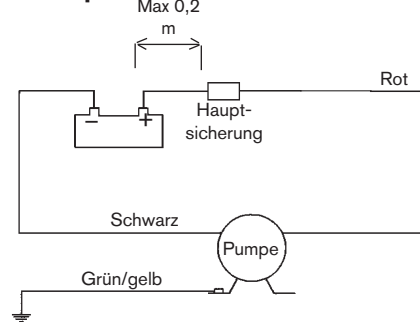 Max 0,2
m
Rot
Haupt-
sicherung
− +
Schwarz
Pumpe
Grün/gelb